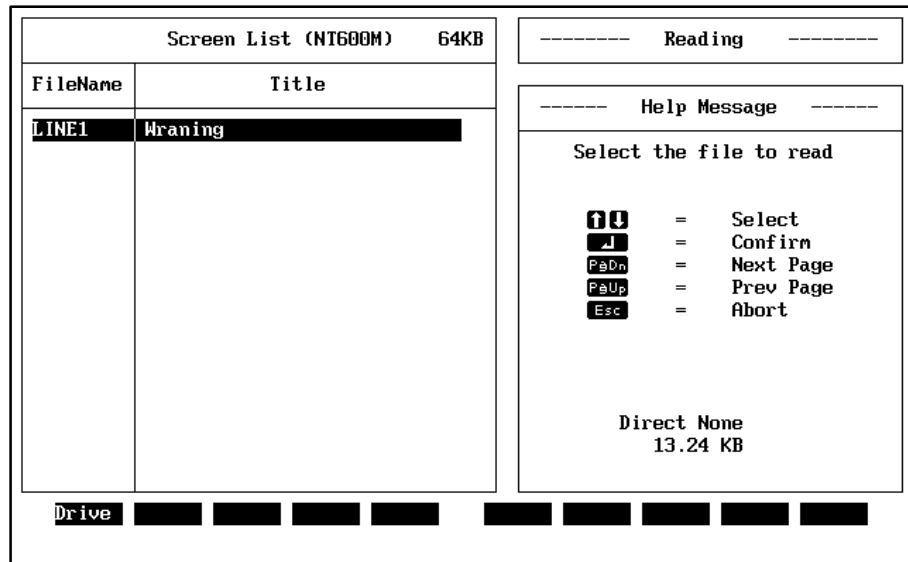 Screen List (NT600M) 64KB
FileName Title
LINE1 Wraning
-------- Reading --------
------ Help Message ------
Select the file to read
↑ ↓ = Select
↵ = Confirm
PgDn = Next Page
PgUp = Prev Page
Esc = Abort
Direct None
13.24 KB
Drive